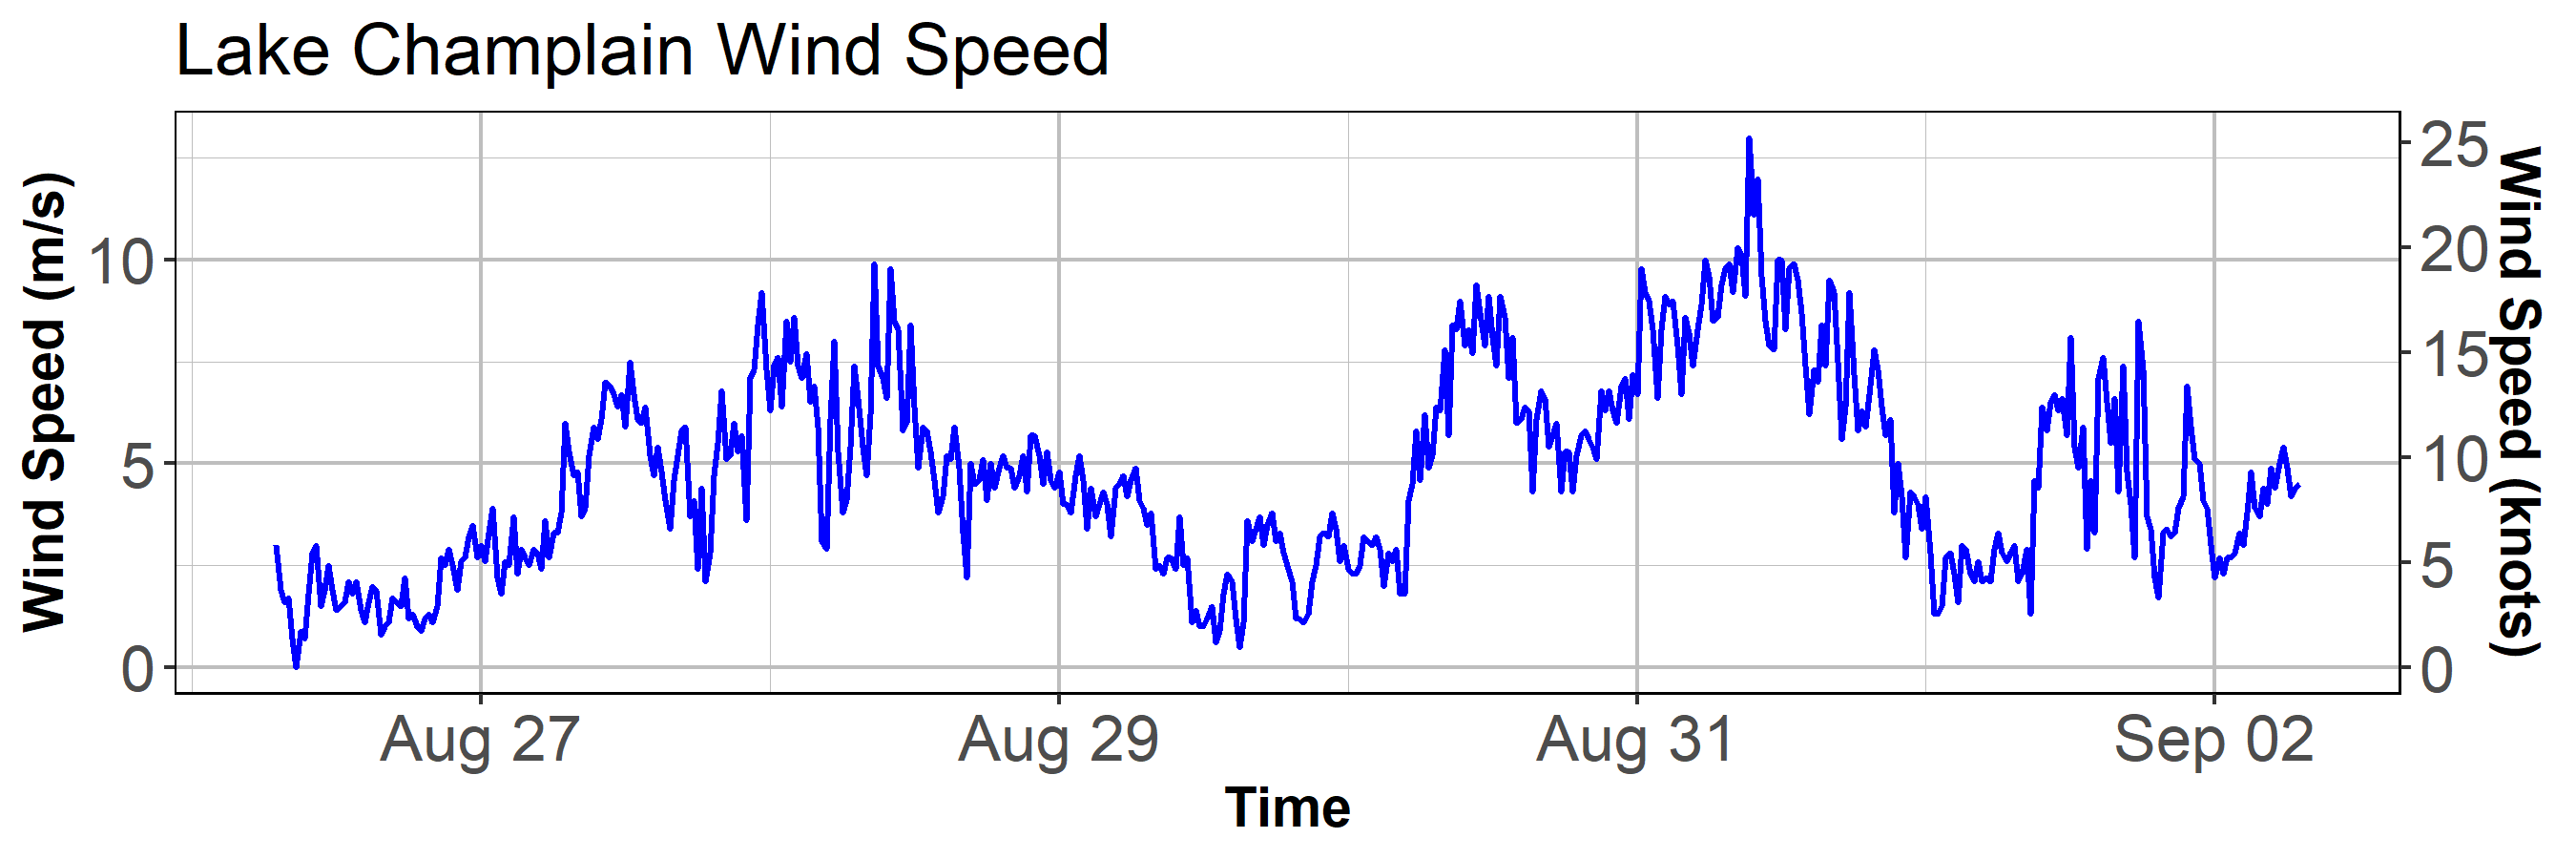 Lake Champlain Wind Speed
Wind Speed (m/s)
10
5
0
25
20
15
10
5
0
Wind Speed (knots)
Aug 27
Aug 29
Aug 31
Sep 02
Time